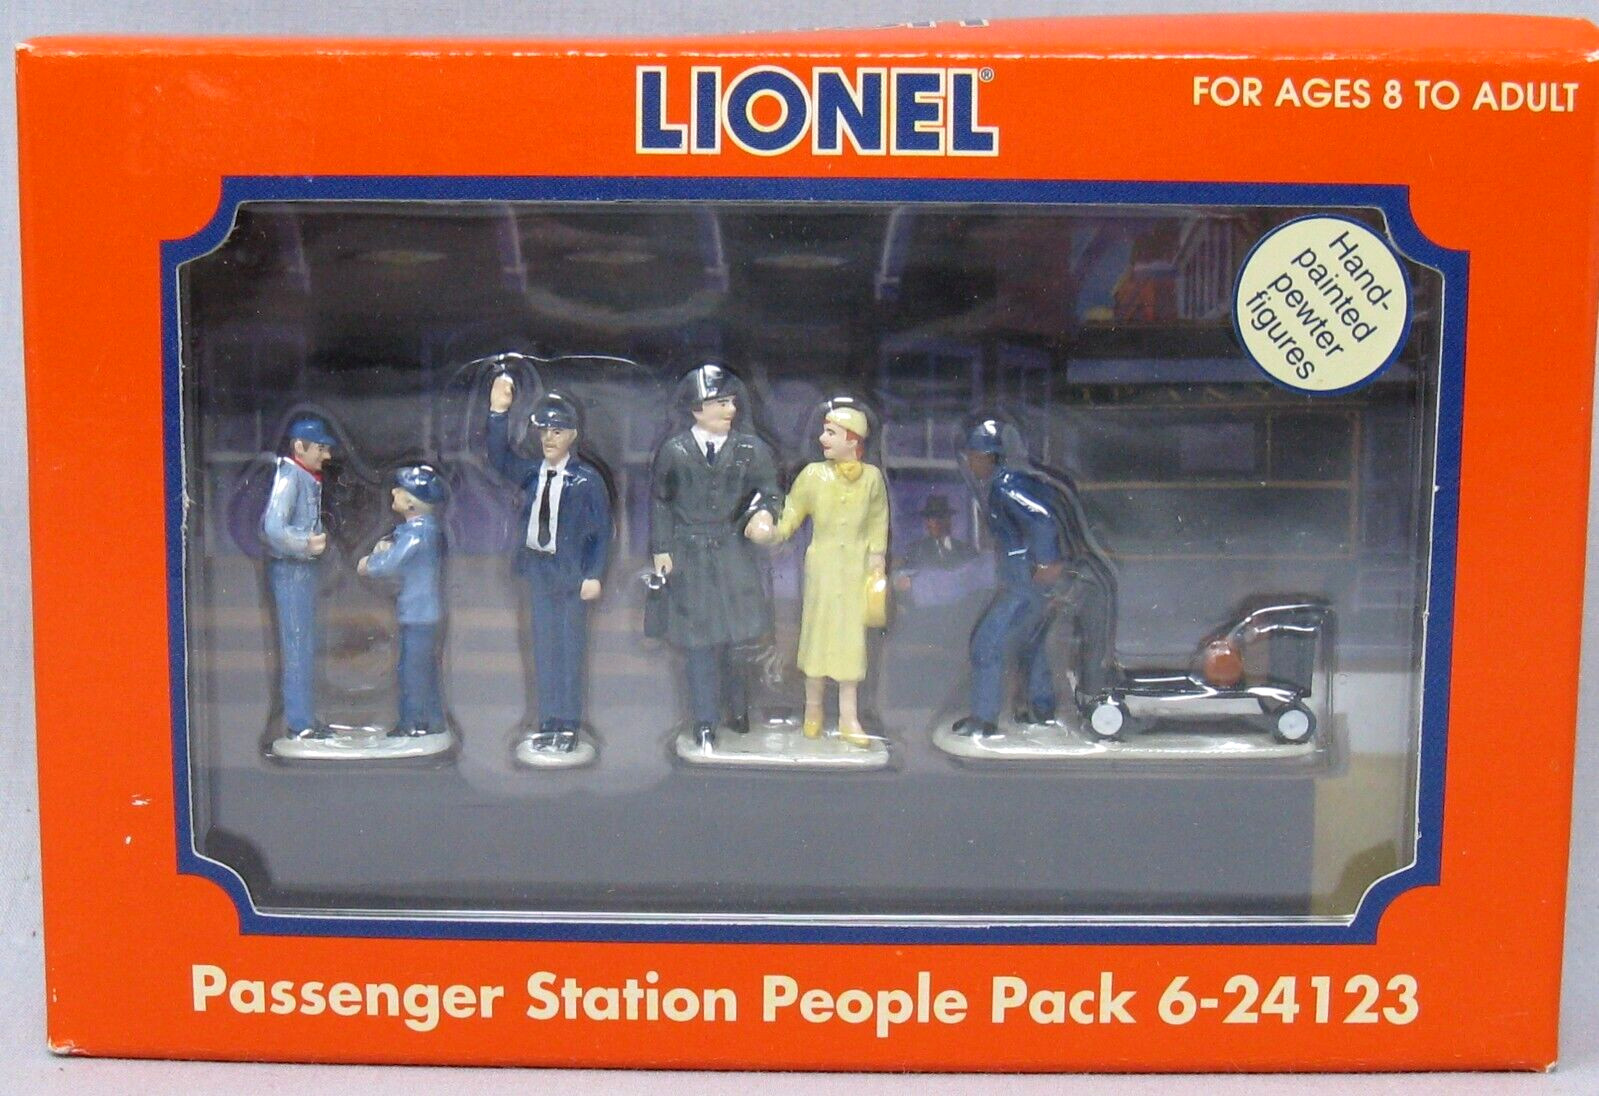 LIONEL®
FOR AGES 8 TO ADULT
Hand-
painted
pewter
figures
Passenger Station People Pack 6-24123